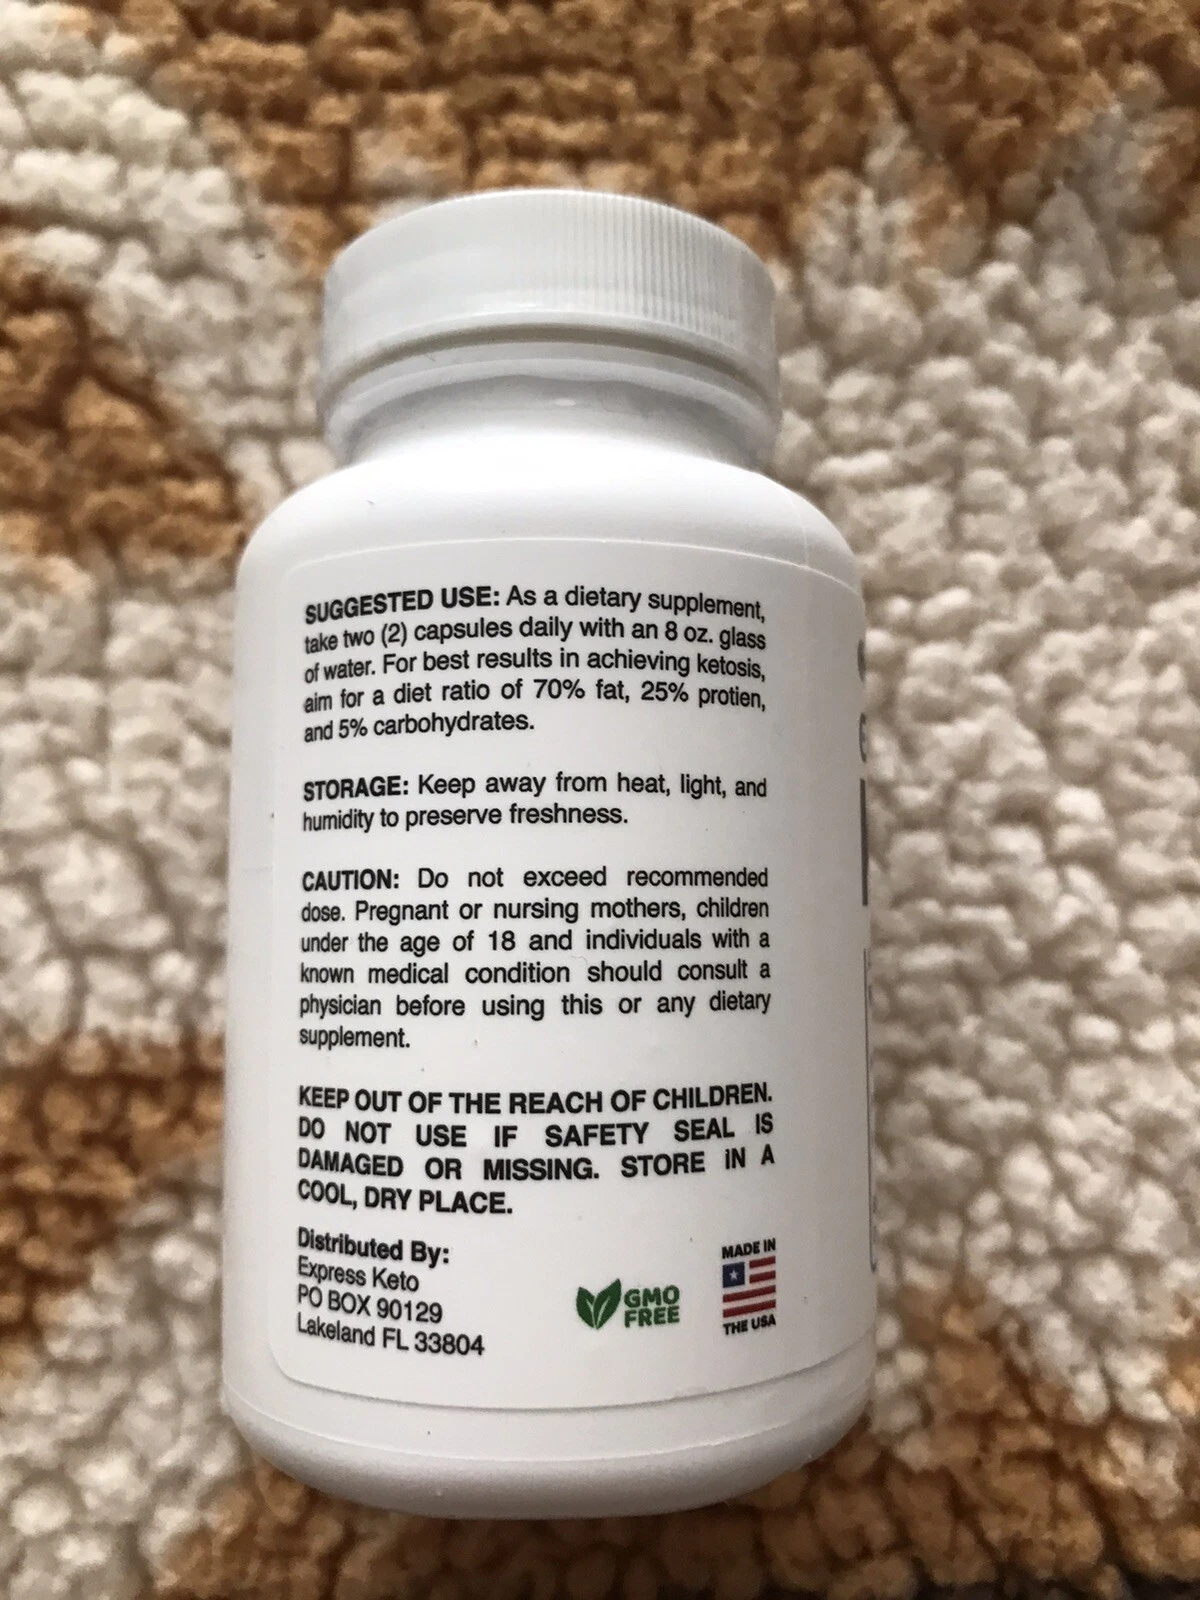 SUGGESTED USE: As a dietary supplement,
take two (2) capsules daily with an 8 oz. glass
of water. For best results in achieving ketosis,
aim for a diet ratio of 70% fat, 25% protien,
and 5% carbohydrates.
STORAGE: Keep away from heat, light, and
humidity to preserve freshness.
CAUTION: Do not exceed recommended
dose. Pregnant or nursing mothers, children
under the age of 18 and individuals with a
known medical condition should consult a
physician before using this or any dietary
supplement.
KEEP OUT OF THE REACH OF CHILDREN.
DO NOT USE IF SAFETY SEAL IS
DAMAGED OR MISSING. STORE iN A
COOL, DRY PLACE.
Distributed By:
Express Keto
PO BOX 90129
Lakeland FL 33804
GMO
FREE
MADE IN
THE USA